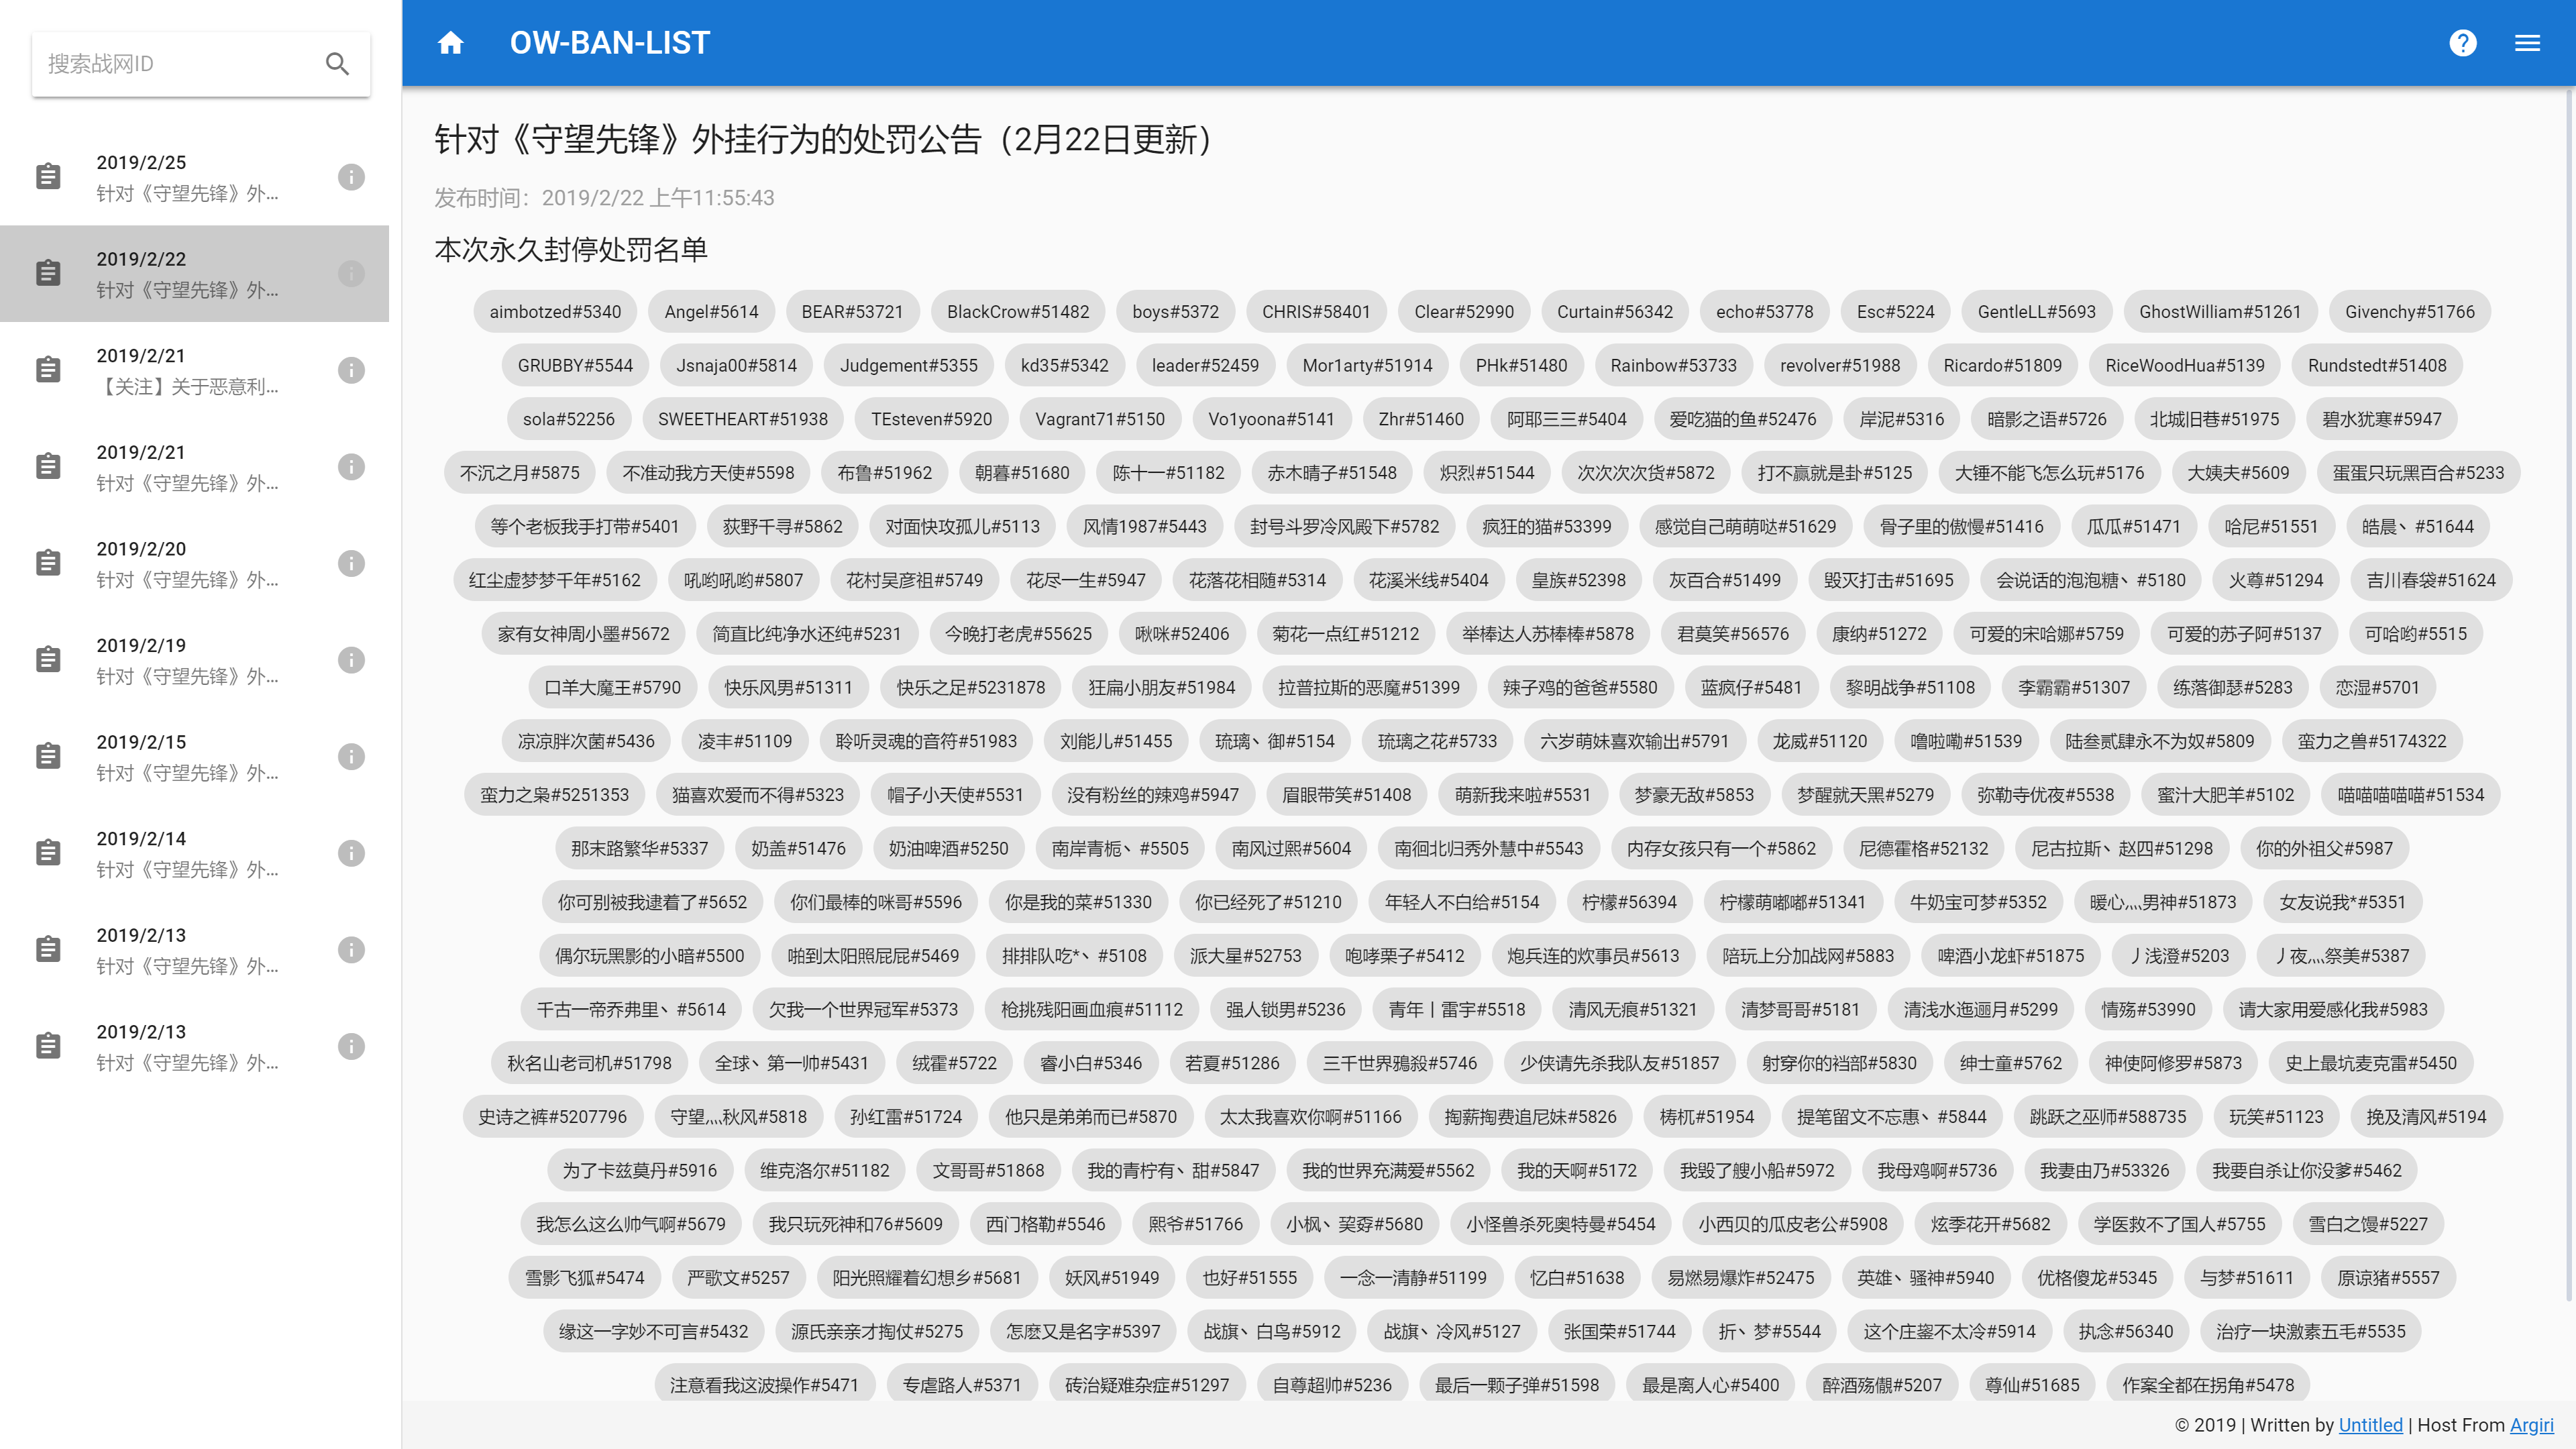 搜索战网ID
2019/2/25
针对《守望先锋》外...
2019/2/22
针对《守望先锋》外...
2019/2/21
【关注】关于恶意利...
2019/2/21
针对《守望先锋》外...
2019/2/20
针对《守望先锋》外...
2019/2/19
针对《守望先锋》外...
2019/2/15
针对《守望先锋》外...
2019/2/14
针对《守望先锋》外...
2019/2/13
针对《守望先锋》外...
2019/2/13
针对《守望先锋》外...
OW-BAN-LIST
针对《守望先锋》外挂行为的处罚公告（2月22日更新）
发布时间：2019/2/22 上午11:55:43
本次永久封停处罚名单
aimbotzed#5340 Angel#5614 BEAR#53721 BlackCrow#51482 boys#5372 CHRIS#58401 Clear#52990 Curtain#56342 echo#53778 Esc#5224 GentleLL#5693 GhostWilliam#51261 Givenchy#51766
GRUBBY#5544 Jsnaja00#5814 Judgement#5355 kd35#5342 leader#52459 Mor1arty#51914 PHk#51480 Rainbow#53733 revolver#51988 Ricardo#51809 RiceWoodHua#5139 Rundstedt#51408
sola#52256 SWEETHEART#51938 TEsteven#5920 Vagrant71#5150 Vo1yoona#5141 Zhr#51460 阿耶三三#5404 爱吃猫的鱼#52476 岸泥#5316 暗影之语#5726 北城旧巷#51975 碧水犹寒#5947
不沉之月#5875 不准动我方天使#5598 布鲁#51962 朝暮#51680 陈十一#51182 赤木晴子#51548 炽烈#51544 次次次次货#5872 打不赢就是卦#5125 大锤不能飞怎么玩#5176 大姨夫#5609 蛋蛋只玩黑百合#5233
等个老板我手打带#5401 荻野千寻#5862 对面快攻孤儿#5113 风情1987#5443 封号斗罗冷风殿下#5782 疯狂的猫#53399 感觉自己萌萌哒#51629 骨子里的傲慢#51416 瓜瓜#51471 哈尼#51551 皓晨丶#51644
红尘虚梦梦千年#5162 吼哟吼哟#5807 花村吴彦祖#5749 花尽一生#5947 花落花相随#5314 花溪米线#5404 皇族#52398 灰百合#51499 毁灭打击#51695 会说话的泡泡糖丶#5180 火尊#51294 吉川春袋#51624
家有女神周小墨#5672 简直比纯净水还纯#5231 今晚打老虎#55625 啾咪#52406 菊花一点红#51212 举棒达人苏棒棒#5878 君莫笑#56576 康纳#51272 可爱的宋哈娜#5759 可爱的苏子阿#5137 可哈哟#5515
口羊大魔王#5790 快乐风男#51311 快乐之足#5231878 狂扁小朋友#51984 拉普拉斯的恶魔#51399 辣子鸡的爸爸#5580 蓝疯仔#5481 黎明战争#51108 李霸霸#51307 练落御瑟#5283 恋湿#5701
凉凉胖次菌#5436 凌丰#51109 聆听灵魂的音符#51983 刘能儿#51455 琉璃丶御#5154 琉璃之花#5733 六岁萌妹喜欢输出#5791 龙威#51120 噜啦嘞#51539 陆叁贰肆永不为奴#5809 蛮力之兽#5174322
蛮力之枭#5251353 猫喜欢爱而不得#5323 帽子小天使#5531 没有粉丝的辣鸡#5947 眉眼带笑#51408 萌新我来啦#5531 梦豪无敌#5853 梦醒就天黑#5279 弥勒寺优夜#5538 蜜汁大肥羊#5102 喵喵喵喵喵#51534
那末路繁华#5337 奶盖#51476 奶油啤酒#5250 南岸青栀丶#5505 南风过熙#5604 南徊北归秀外慧中#5543 内存女孩只有一个#5862 尼德霍格#52132 尼古拉斯丶赵四#51298 你的外祖父#5987
你可别被我逮着了#5652 你们最棒的咪哥#5596 你是我的菜#51330 你已经死了#51210 年轻人不白给#5154 柠檬#56394 柠檬萌嘟嘟#51341 牛奶宝可梦#5352 暖心灬男神#51873 女友说我*#5351
偶尔玩黑影的小暗#5500 啪到太阳照屁屁#5469 排排队吃*丶#5108 派大星#52753 咆哮栗子#5412 炮兵连的炊事员#5613 陪玩上分加战网#5883 啤酒小龙虾#51875 丿浅澄#5203 丿夜灬祭美#5387
千古一帝乔弗里丶#5614 欠我一个世界冠军#5373 枪挑残阳画血痕#51112 强人锁男#5236 青年丨雷宇#5518 清风无痕#51321 清梦哥哥#5181 清浅水迤逦月#5299 情殇#53990 请大家用爱感化我#5983
秋名山老司机#51798 全球丶第一帅#5431 绒霍#5722 睿小白#5346 若夏#51286 三千世界鴉殺#5746 少侠请先杀我队友#51857 射穿你的裆部#5830 绅士童#5762 神使阿修罗#5873 史上最坑麦克雷#5450
史诗之裤#5207796 守望灬秋风#5818 孙红雷#51724 他只是弟弟而已#5870 太太我喜欢你啊#51166 掏薪掏费追尼妹#5826 梼杌#51954 提笔留文不忘惠丶#5844 跳跃之巫师#588735 玩笑#51123 挽及清风#5194
为了卡兹莫丹#5916 维克洛尔#51182 文哥哥#51868 我的青柠有丶甜#5847 我的世界充满爱#5562 我的天啊#5172 我毁了艘小船#5972 我母鸡啊#5736 我妻由乃#53326 我要自杀让你没爹#5462
我怎么这么帅气啊#5679 我只玩死神和76#5609 西门格勒#5546 熙爷#51766 小枫丶琴孬#5680 小怪兽杀死奥特曼#5454 小西贝的瓜皮老公#5908 炫季花开#5682 学医救不了国人#5755 雪白之馒#5227
雪影飞狐#5474 严歌文#5257 阳光照耀着幻想乡#5681 妖风#51949 也好#51555 一念一清静#51199 忆白#51638 易燃易爆炸#52475 英雄丶骚神#5940 优格傻龙#5345 与梦#51611 原谅猪#5557
缘这一字妙不可言#5432 源氏亲亲才掏仗#5275 怎麽又是名字#5397 战旗丶白鸟#5912 战旗丶冷风#5127 张国荣#51744 折丶梦#5544 这个庄鋆不太冷#5914 执念#56340 治疗一块激素五毛#5535
注意看我这波操作#5471 专虐路人#5371 砖治疑难杂症#51297 自尊超帅#5236 最后一颗子弹#51598 最是离人心#5400 醉酒殇覻#5207 尊仙#51685 作案全都在拐角#5478
© 2019 | Written by Untitled | Host From Argiri